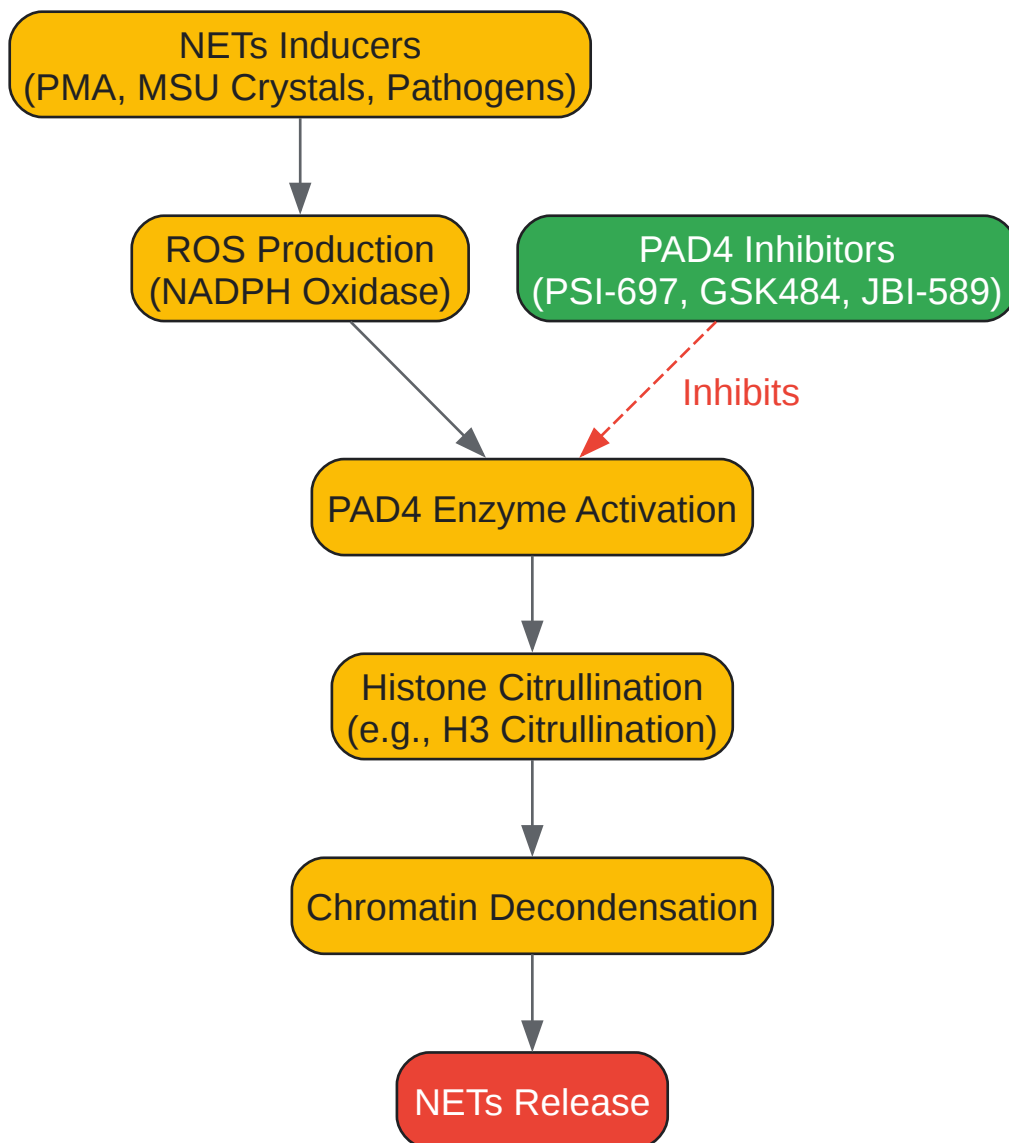 NETs Inducers
(PMA, MSU Crystals, Pathogens)
ROS Production
(NADPH Oxidase)
PAD4 Inhibitors
(PSI-697, GSK484, JBI-589)
Inhibits
PAD4 Enzyme Activation
Histone Citrullination
(e.g., H3 Citrullination)
Chromatin Decondensation
NETs Release